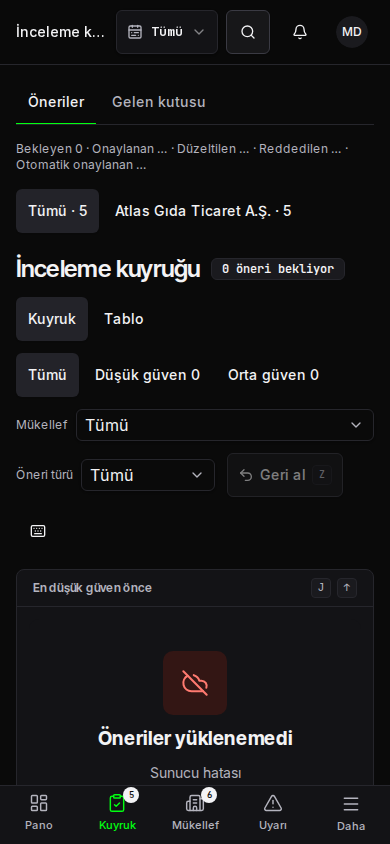 İnceleme k... Tümü MD
Öneriler Gelen kutusu
Bekleyen 0 · Onaylanan ... · Düzeltilen ... · Reddedilen ... ·
Otomatik onaylanan ...
Tümü · 5 Atlas Gıda Ticaret A.Ş. · 5
İnceleme kuyruğu 0 öneri bekliyor
Kuyruk Tablo
Tümü Düşük güven 0 Orta güven 0
Mükellef Tümü
Öneri türü Tümü Geri al Z
En düşük güven önce J ↑
Öneriler yüklenemedi
Sunucu hatası
5 6
Pano Kuyruk Mükellef Uyarı Daha